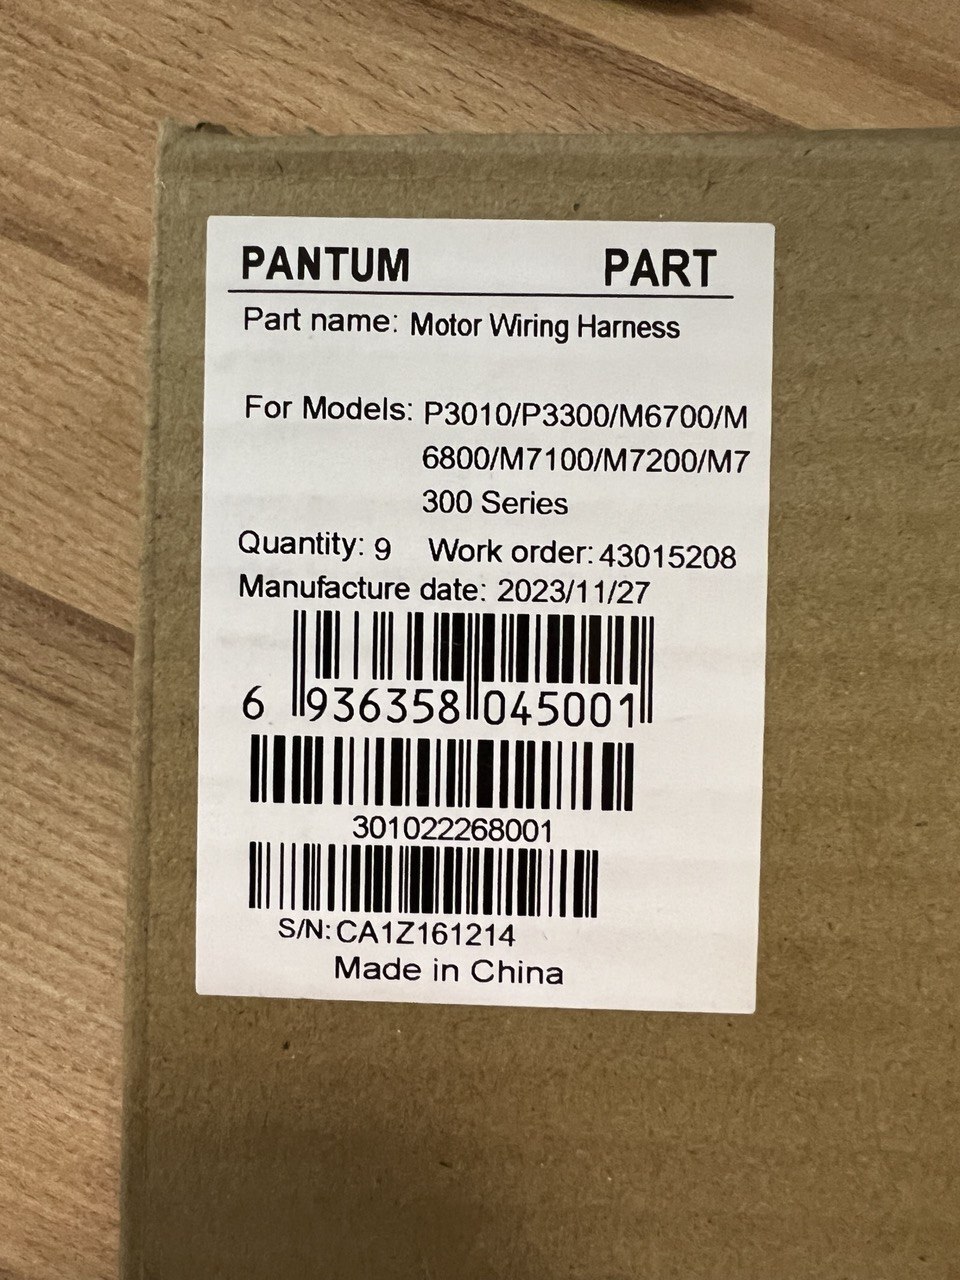 PANTUM PART
Part name: Motor Wiring Harness
For Models: P3010/P3300/M6700/M
6800/M7100/M7200/M7
300 Series
Quantity: 9 Work order: 43015208
Manufacture date: 2023/11/27
6 936358 045001
301022268001
S/N: CA1Z161214
Made in China